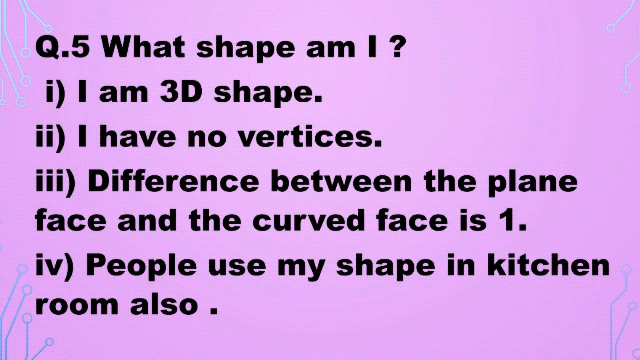 Q.5 What shape am I ?
i) I am 3D shape.
ii) I have no vertices.
iii) Difference between the plane
face and the curved face is 1.
iv) People use my shape in kitchen
room also .